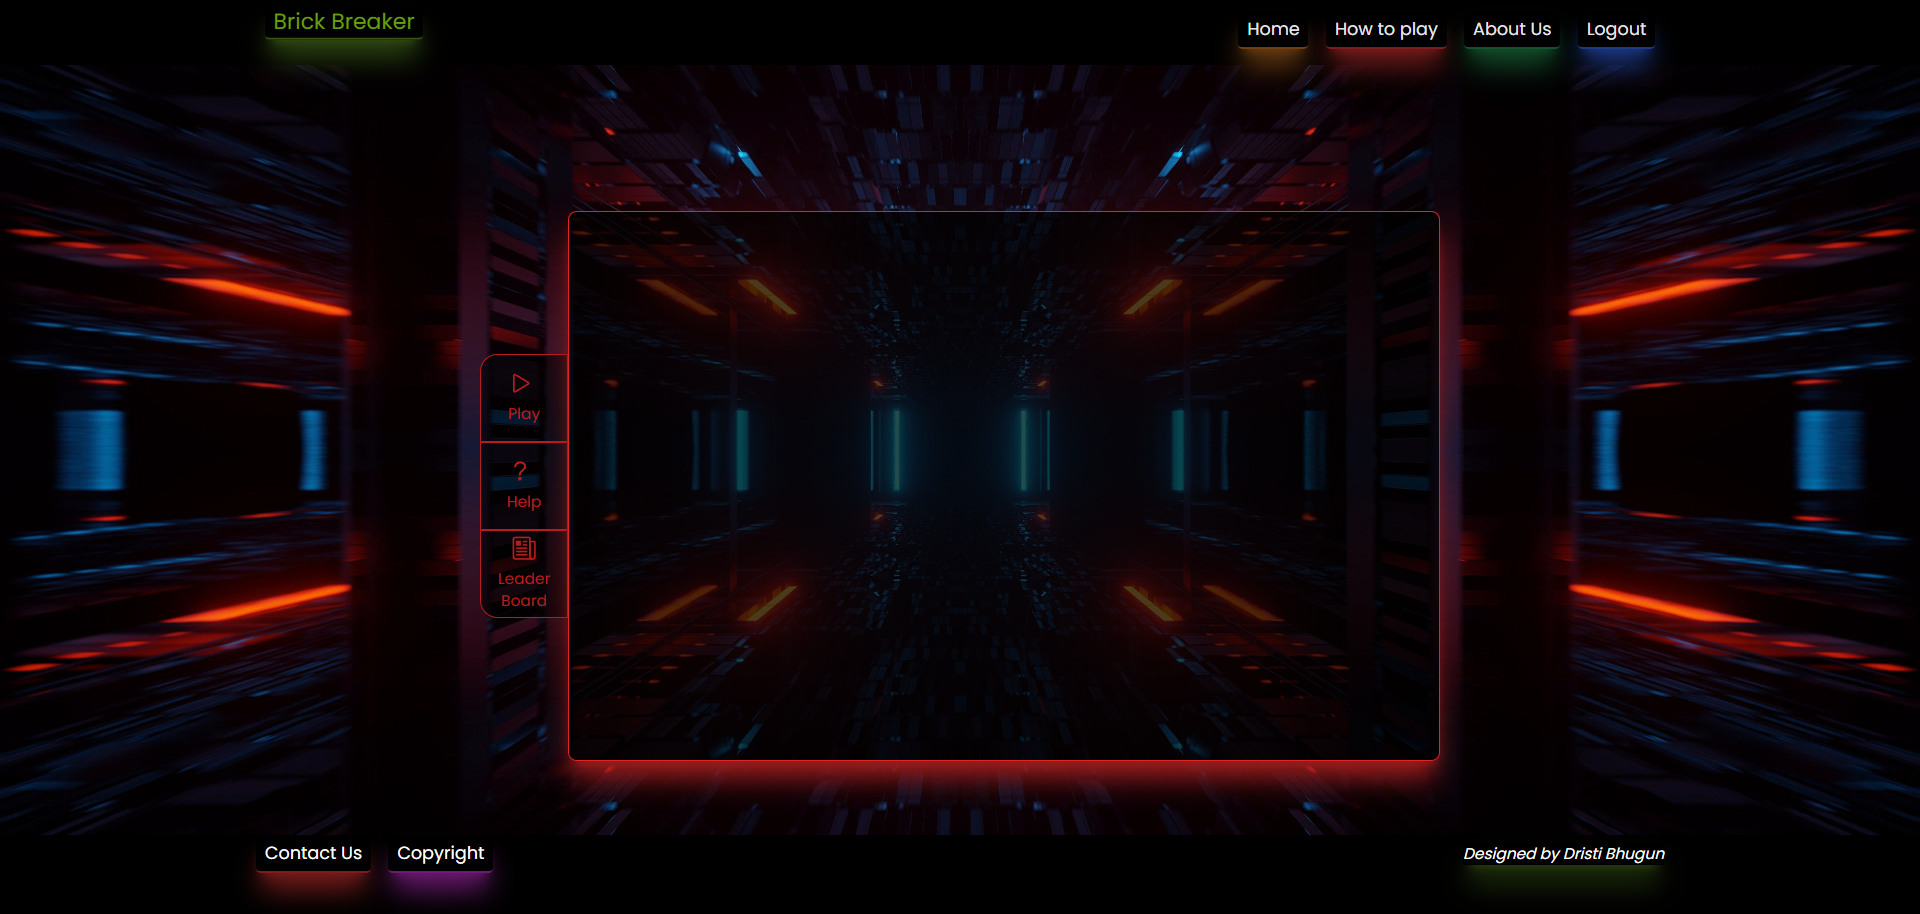 Brick Breaker
Home
How to play
About Us
Logout
Play
Help
Leader
Board
Contact Us
Copyright
Designed by Dristi Bhugun